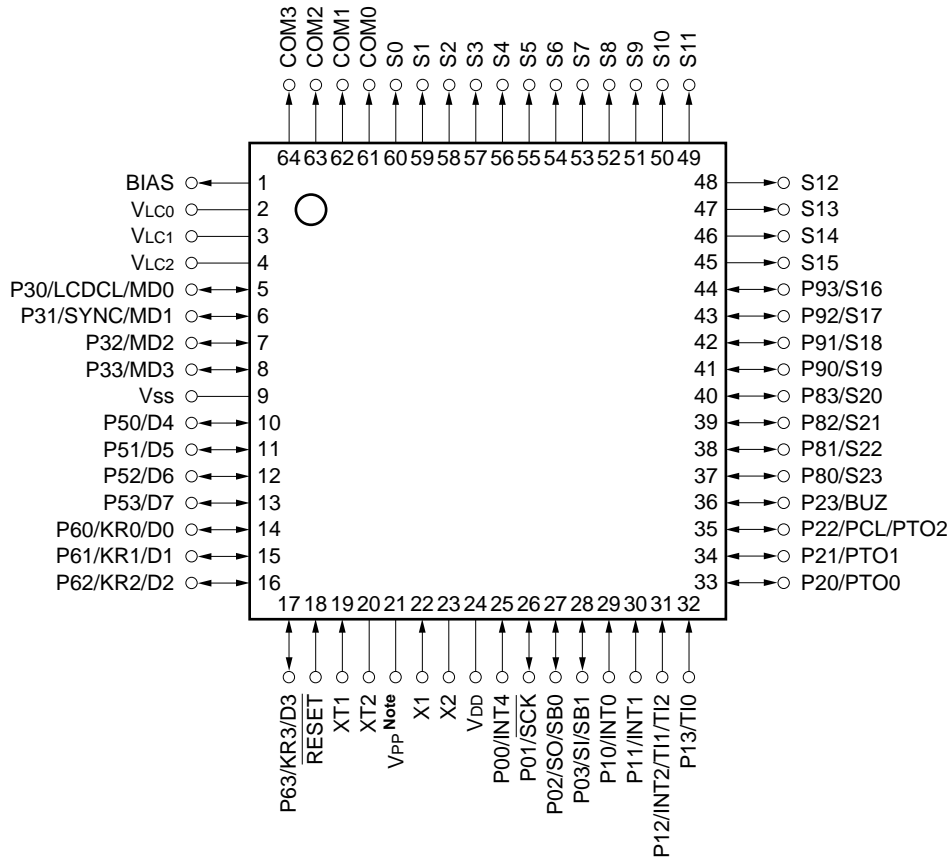 COM3 COM2 COM1 COM0 S0 S1 S2 S3 S4 S5 S6 S7 S8 S9 S10 S11
64 63 62 61 60 59 58 57 56 55 54 53 52 51 50 49
BIAS 1 48 S12
VLC0 2 47 S13
VLC1 3 46 S14
VLC2 4 45 S15
P30/LCDCL/MD0 5 44 P93/S16
P31/SYNC/MD1 6 43 P92/S17
P32/MD2 7 42 P91/S18
P33/MD3 8 41 P90/S19
Vss 9 40 P83/S20
P50/D4 10 39 P82/S21
P51/D5 11 38 P81/S22
P52/D6 12 37 P80/S23
P53/D7 13 36 P23/BUZ
P60/KR0/D0 14 35 P22/PCL/PTO2
P61/KR1/D1 15 34 P21/PTO1
P62/KR2/D2 16 33 P20/PTO0
17 18 19 20 21 22 23 24 25 26 27 28 29 30 31 32
P63/KR3/D3 RESET XT1 XT2 VPP Note X1 X2 VDD P00/INT4 P01/SCK P02/SO/SB0 P03/SI/SB1 P10/INT0 P11/INT1 P12/INT2/TI1/TI2 P13/TI0